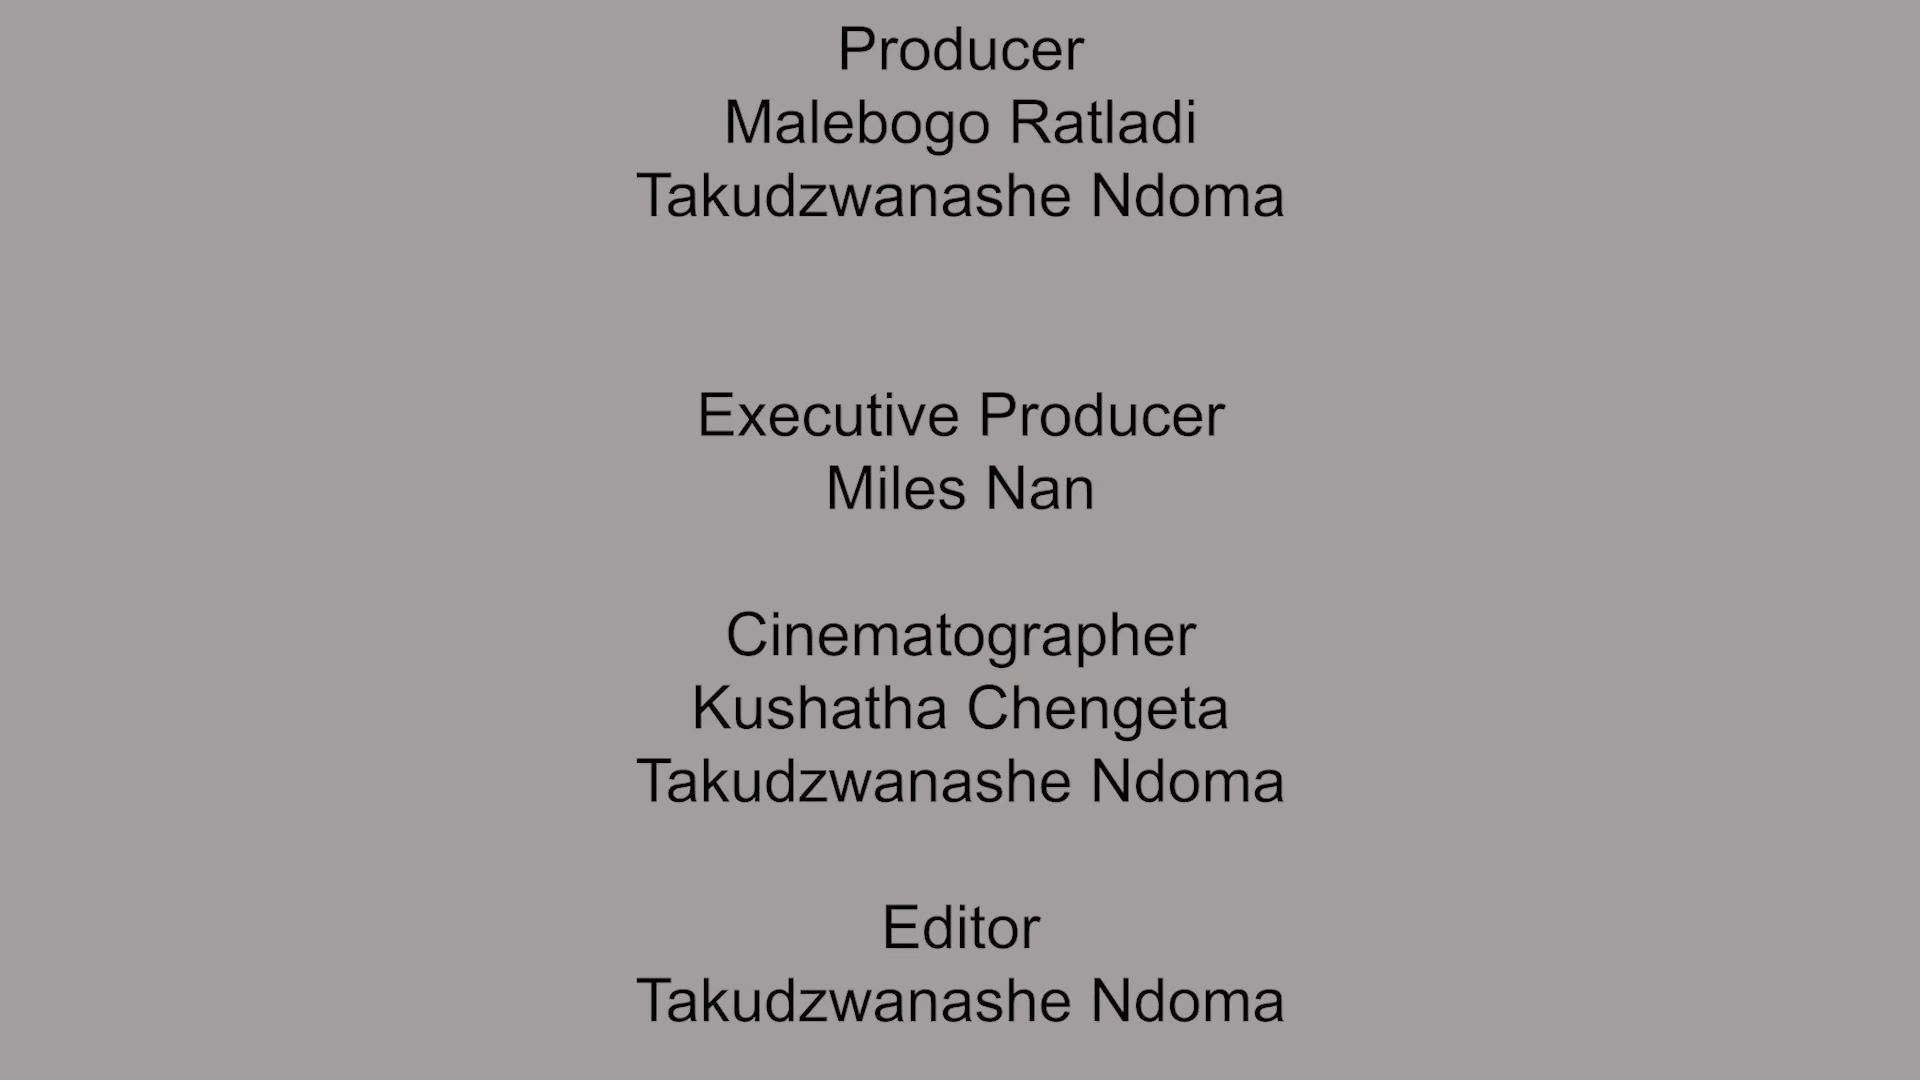 Producer
Malebogo Ratladi
Takudzwanashe Ndoma
Executive Producer
Miles Nan
Cinematographer
Kushatha Chengeta
Takudzwanashe Ndoma
Editor
Takudzwanashe Ndoma